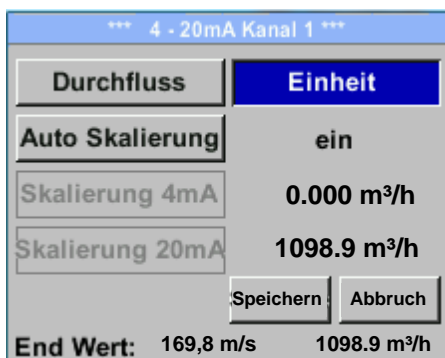 *** 4 - 20mA Kanal 1 ***
Durchfluss Einheit
Auto Skalierung ein
Skalierung 4mA 0.000 m³/h
Skalierung 20mA 1098.9 m³/h
Speichern Abbruch
End Wert: 169,8 m/s 1098.9 m³/h